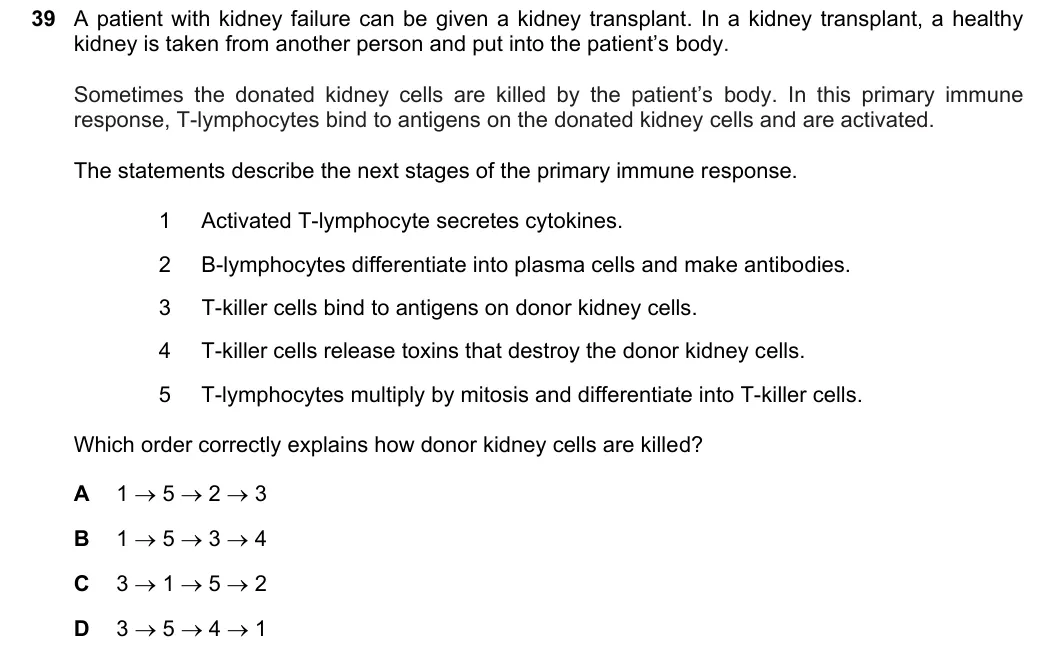 39 A patient with kidney failure can be given a kidney transplant. In a kidney transplant, a healthy
kidney is taken from another person and put into the patient's body.
Sometimes the donated kidney cells are killed by the patient's body. In this primary immune
response, T-lymphocytes bind to antigens on the donated kidney cells and are activated.
The statements describe the next stages of the primary immune response.
1 Activated T-lymphocyte secretes cytokines.
2 B-lymphocytes differentiate into plasma cells and make antibodies.
3 T-killer cells bind to antigens on donor kidney cells.
4 T-killer cells release toxins that destroy the donor kidney cells.
5 T-lymphocytes multiply by mitosis and differentiate into T-killer cells.
Which order correctly explains how donor kidney cells are killed?
A 1 → 5 → 2 → 3
B 1 → 5 → 3 → 4
C 3 → 1 → 5 → 2
D 3 → 5 → 4 → 1